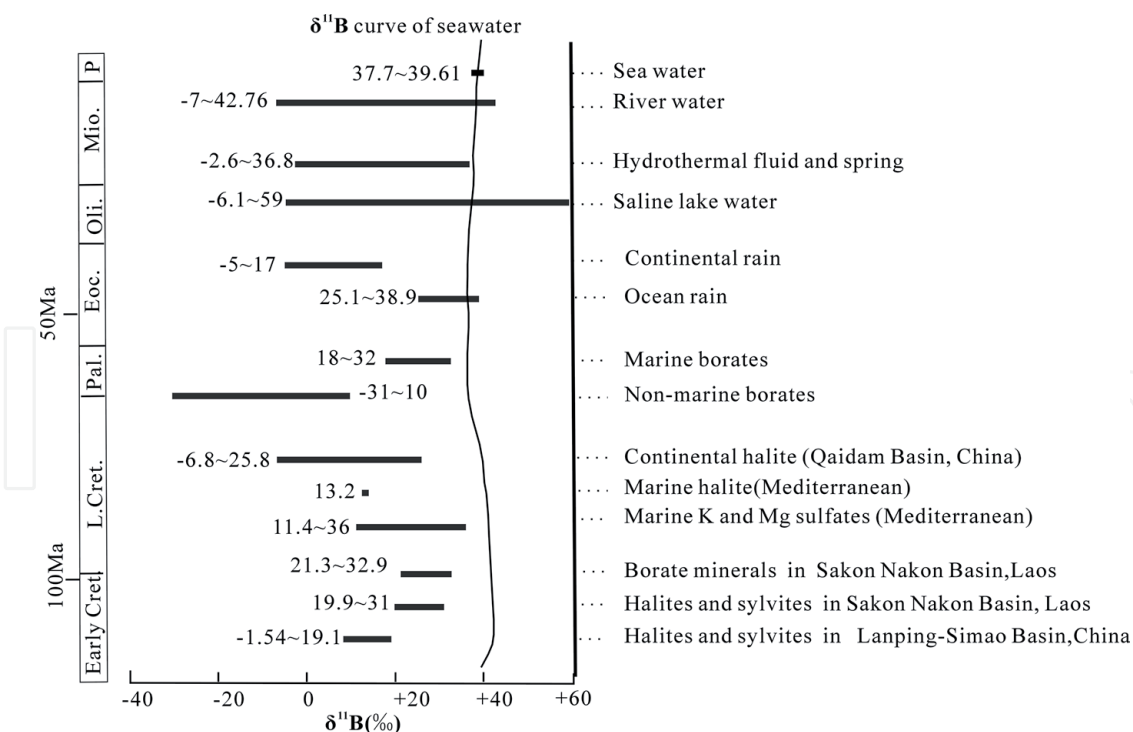 δ¹¹B curve of seawater
P
37.7~39.61
.... Sea water
-7~42.76
.... River water
Mio.
-2.6~36.8
.... Hydrothermal fluid and spring
Oli.
-6.1~59
.... Saline lake water
-5~17
... Continental rain
Eoc.
25.1~38.9
.... Ocean rain
50Ma
Pal.
18~32
... Marine borates
-31~10
.... Non-marine borates
L.Cret.
-6.8~25.8
.... Continental halite (Qaidam Basin, China)
13.2
.... Marine halite(Mediterranean)
11.4~36
... Marine K and Mg sulfates (Mediterranean)
100Ma
21.3~32.9
... Borate minerals in Sakon Nakon Basin,Laos
Early Cret.
19.9~31
... Halites and sylvites in Sakon Nakon Basin, Laos
-1.54~19.1
... Halites and sylvites in Lanping-Simao Basin,China
-40 -20 0 +20 +40 +60
δ¹¹B(‰)